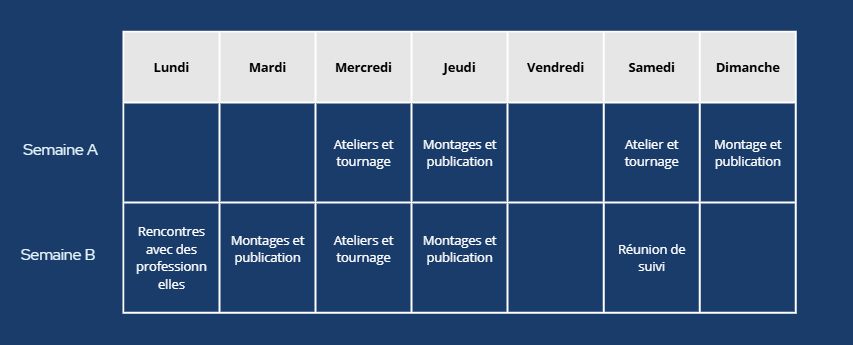 Lundi Mardi Mercredi Jeudi Vendredi Samedi Dimanche
Semaine A
Ateliers et
tournage
Montages et
publication
Atelier et
tournage
Montage et
publication
Semaine B
Rencontres
avec des
professionn
elles
Montages et
publication
Ateliers et
tournage
Montages et
publication
Réunion de
suivi